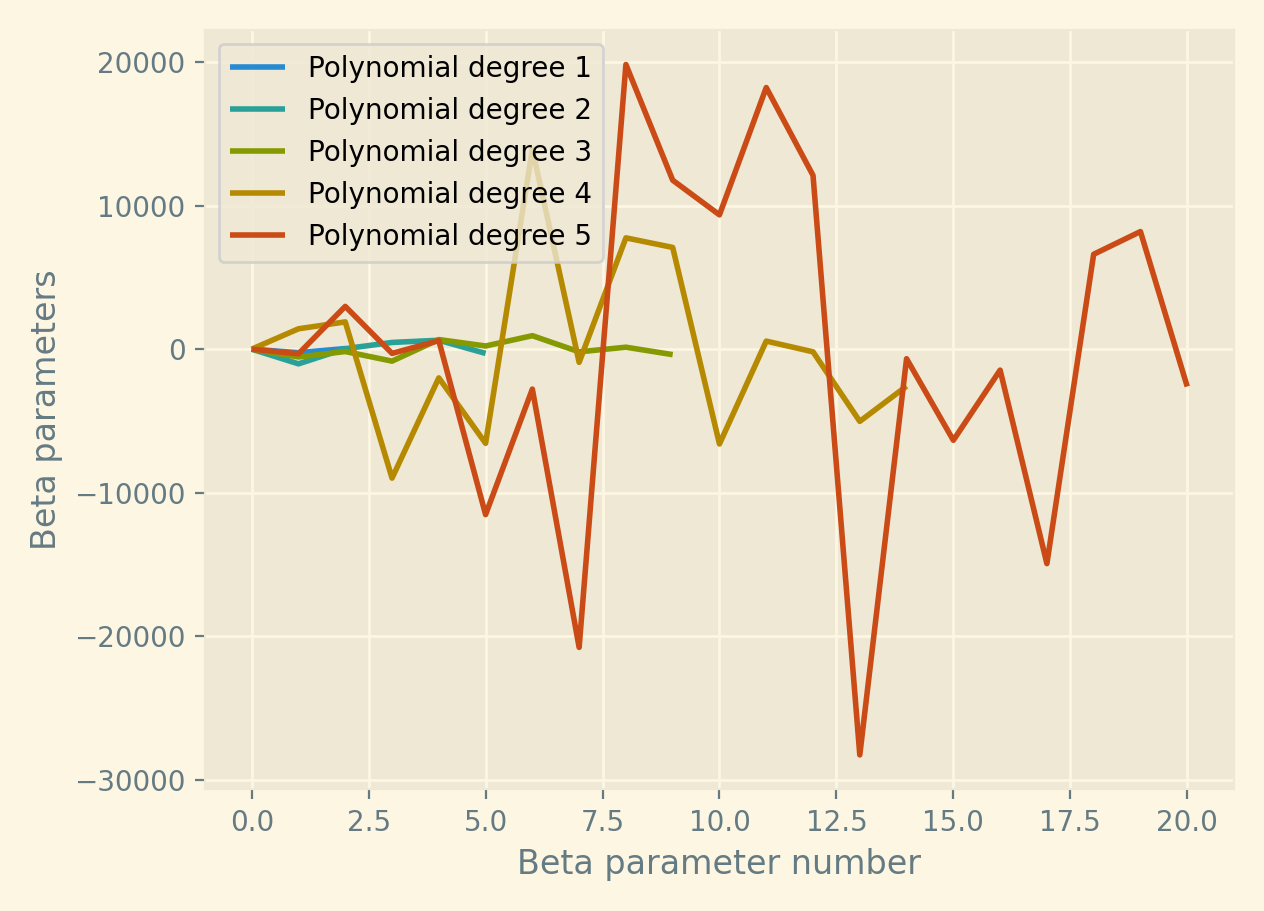 Polynomial degree 1
Polynomial degree 2
Polynomial degree 3
Polynomial degree 4
Polynomial degree 5
20000
10000
0
−10000
−20000
−30000
Beta parameters
0.0 2.5 5.0 7.5 10.0 12.5 15.0 17.5 20.0
Beta parameter number